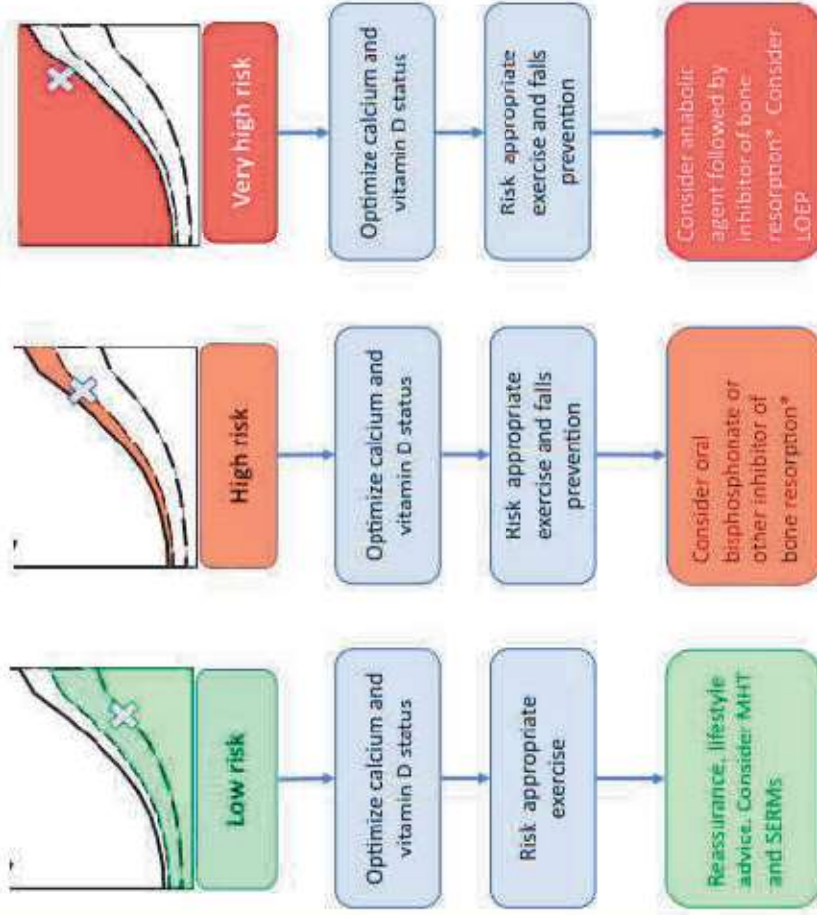 Low risk
Optimize calcium and
vitamin D status
Risk appropriate
exercise
Reassurance, lifestyle
advice. Consider MHT
and SERMs
High risk
Optimize calcium and
vitamin D status
Risk appropriate
exercise and falls
prevention
Consider oral
bisphosphonate or
other inhibitor of
bone resorption*
Very high risk
Optimize calcium and
vitamin D status
Risk appropriate
exercise and falls
prevention
Consider anabolic
agent followed by
inhibitor of bone
resorption* Consider
LOEP